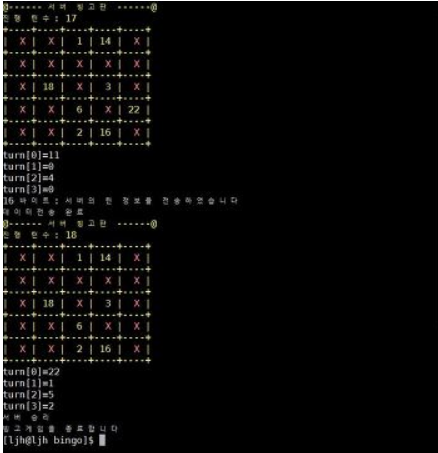 @------ 서버 빙고판 ------@
진행 턴수 : 17
+----+----+----+----+----+
|  X |  X |  1 | 14 |  X |
+----+----+----+----+----+
|  X |  X |  X |  X |  X |
+----+----+----+----+----+
|  X | 18 |  X |  3 |  X |
+----+----+----+----+----+
|  X |  X |  6 |  X | 22 |
+----+----+----+----+----+
|  X |  X |  2 | 16 |  X |
+----+----+----+----+----+
turn[0]=11
turn[1]=0
turn[2]=4
turn[3]=0
16 바이트 : 서버의 턴 정보를 전송하였습니다
데이터전송 완료
@------ 서버 빙고판 ------@
진행 턴수 : 18
+----+----+----+----+----+
|  X |  X |  1 | 14 |  X |
+----+----+----+----+----+
|  X |  X |  X |  X |  X |
+----+----+----+----+----+
|  X | 18 |  X |  3 |  X |
+----+----+----+----+----+
|  X |  X |  6 |  X |  X |
+----+----+----+----+----+
|  X |  X |  2 | 16 |  X |
+----+----+----+----+----+
turn[0]=22
turn[1]=1
turn[2]=5
turn[3]=2
서버 승리
빙고게임을 종료합니다
[ljh@ljh bingo]$